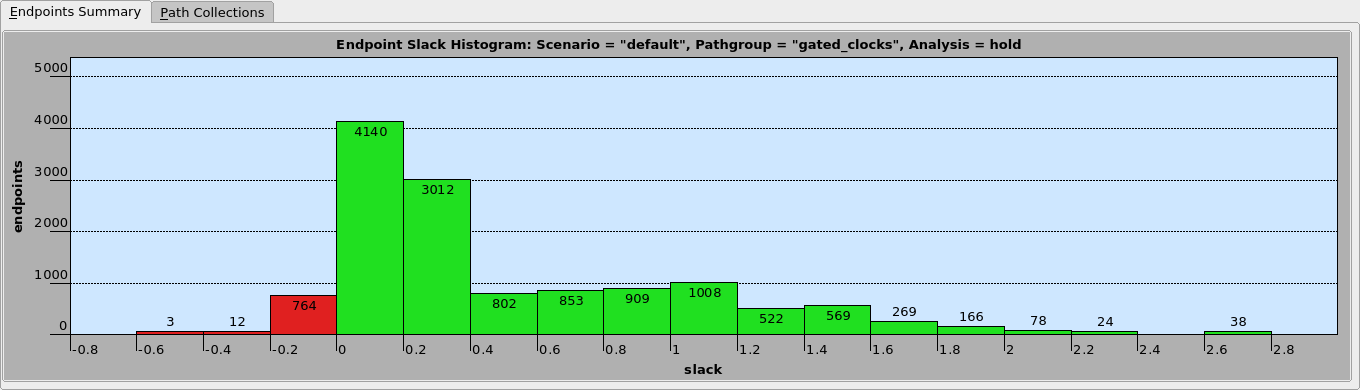 Endpoints Summary Path Collections
Endpoint Slack Histogram: Scenario = "default", Pathgroup = "gated_clocks", Analysis = hold
endpoints
5000
4000
3000
2000
1000
0
3 12 764 4140 3012 802 853 909 1008 522 569 269 166 78 24 38
-0.8 -0.6 -0.4 -0.2 0 0.2 0.4 0.6 0.8 1 1.2 1.4 1.6 1.8 2 2.2 2.4 2.6 2.8
slack